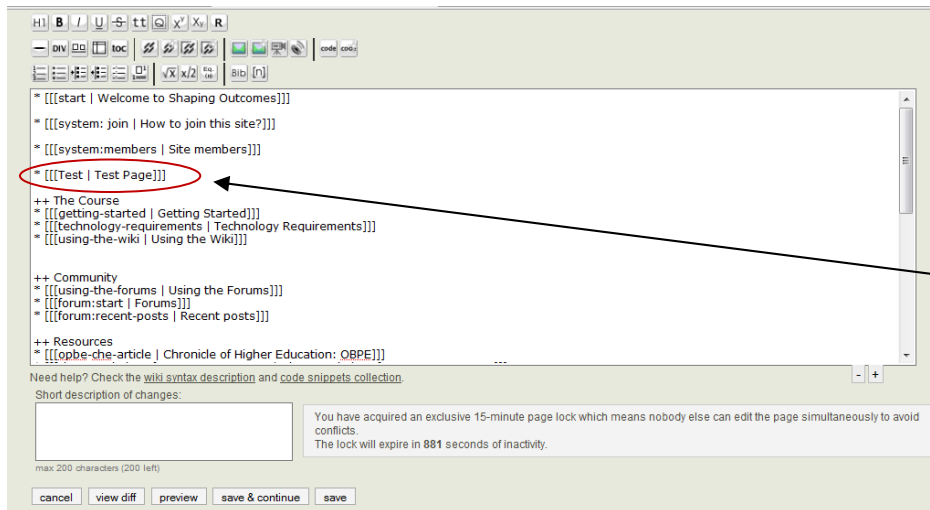 H1 B I U S tt Q X^Y X_Y R
DIV toc code code
√x x/2 Eq. (#) Bib [n]
* [[[start | Welcome to Shaping Outcomes]]]
* [[[system: join | How to join this site?]]]
* [[[system:members | Site members]]]
* [[[Test | Test Page]]]
++ The Course
* [[[getting-started | Getting Started]]]
* [[[technology-requirements | Technology Requirements]]]
* [[[using-the-wiki | Using the Wiki]]]
++ Community
* [[[using-the-forums | Using the Forums]]]
* [[[forum:start | Forums]]]
* [[[forum:recent-posts | Recent posts]]]
++ Resources
* [[[opbe-che-article | Chronicle of Higher Education: OBPE]]]
- +
Need help? Check the wiki syntax description and code snippets collection.
Short description of changes:
You have acquired an exclusive 15-minute page lock which means nobody else can edit the page simultaneously to avoid
conflicts.
The lock will expire in 881 seconds of inactivity.
max 200 characters (200 left)
cancel view diff preview save & continue save